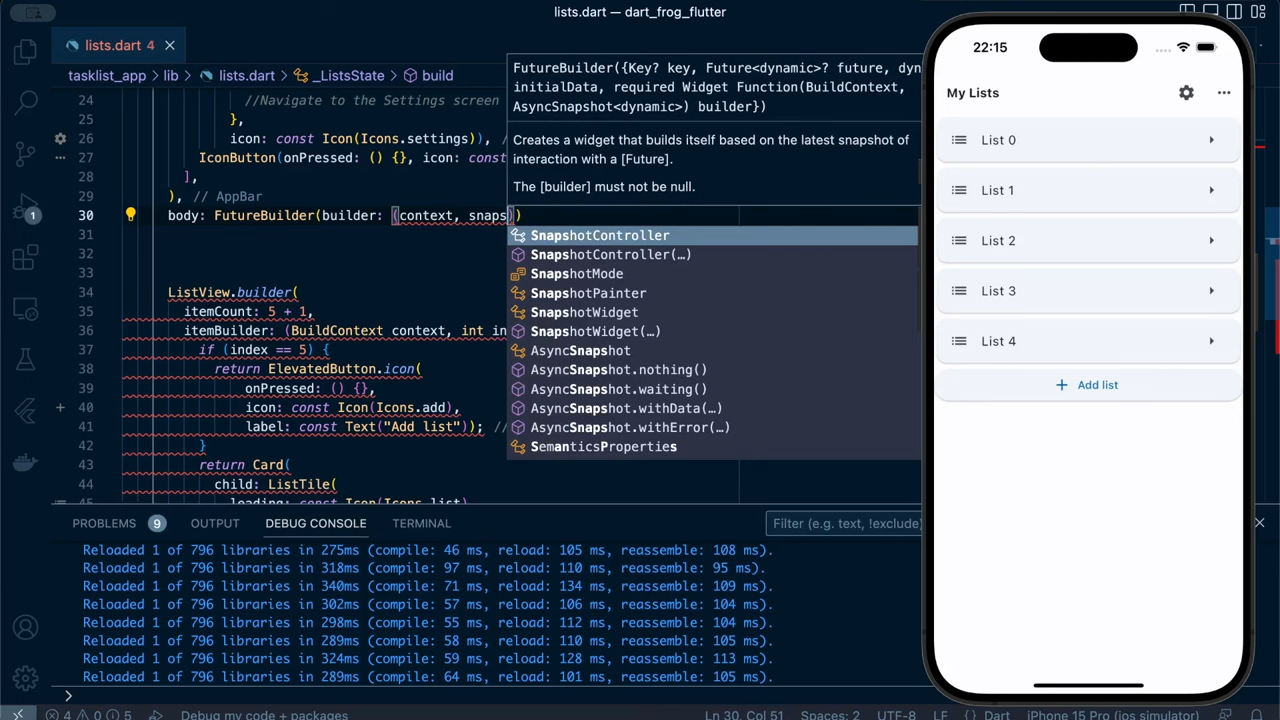 lists.dart — dart_frog_flutter
lists.dart 4
tasklist_app > lib > lists.dart > _ListsState > build
24 //Navigate to the Settings screen
25 },
26 icon: const Icon(Icons.settings)), /
27 IconButton(onPressed: () {}, icon: const
28 ],
29 ), // AppBar
30 body: FutureBuilder(builder: (context, snaps))
31
32
33
34 ListView.builder(
35 itemCount: 5 + 1,
36 itemBuilder: (BuildContext context, int in
37 if (index == 5) {
38 return ElevatedButton.icon(
39 onPressed: () {},
40 icon: const Icon(Icons.add),
41 label: const Text("Add list")); //
42 }
43 return Card(
44 child: ListTile(
45 leading: const Icon(Icons.list)
FutureBuilder({Key? key, Future<dynamic>? future, dyn
initialData, required Widget Function(BuildContext,
AsyncSnapshot<dynamic>) builder})
Creates a widget that builds itself based on the latest snapshot of
interaction with a [Future].
The [builder] must not be null.
SnapshotController
SnapshotController(…)
SnapshotMode
SnapshotPainter
SnapshotWidget
SnapshotWidget(…)
AsyncSnapshot
AsyncSnapshot.nothing()
AsyncSnapshot.waiting()
AsyncSnapshot.withData(…)
AsyncSnapshot.withError(…)
SemanticsProperties
1
PROBLEMS 9 OUTPUT DEBUG CONSOLE TERMINAL Filter (e.g. text, !exclude)
Reloaded 1 of 796 libraries in 275ms (compile: 46 ms, reload: 105 ms, reassemble: 108 ms).
Reloaded 1 of 796 libraries in 318ms (compile: 97 ms, reload: 110 ms, reassemble: 95 ms).
Reloaded 1 of 796 libraries in 340ms (compile: 71 ms, reload: 134 ms, reassemble: 109 ms).
Reloaded 1 of 796 libraries in 302ms (compile: 57 ms, reload: 106 ms, reassemble: 104 ms).
Reloaded 1 of 796 libraries in 298ms (compile: 55 ms, reload: 112 ms, reassemble: 104 ms).
Reloaded 1 of 796 libraries in 289ms (compile: 58 ms, reload: 110 ms, reassemble: 105 ms).
Reloaded 1 of 796 libraries in 324ms (compile: 59 ms, reload: 128 ms, reassemble: 113 ms).
Reloaded 1 of 796 libraries in 289ms (compile: 64 ms, reload: 101 ms, reassemble: 105 ms).
>
4 0 5 Debug my code + packages Ln 30, Col 51 Spaces: 2 UTF-8 LF {} Dart iPhone 15 Pro (ios simulator)
22:15
My Lists
List 0
List 1
List 2
List 3
List 4
+ Add list